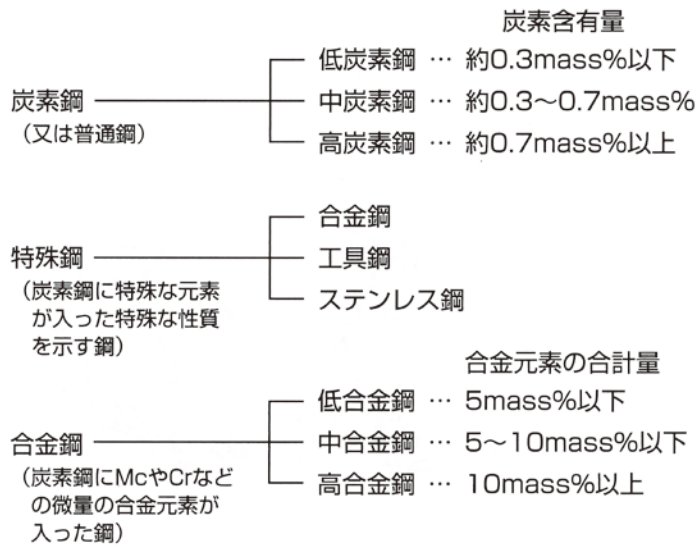 炭素含有量
低炭素鋼 … 約0.3mass%以下
炭素鋼
中炭素鋼 … 約0.3～0.7mass%
(又は普通鋼)
高炭素鋼 … 約0.7mass%以上
合金鋼
特殊鋼
工具鋼
(炭素鋼に特殊な元素
が入った特殊な性質
を示す鋼)
ステンレス鋼
合金元素の合計量
低合金鋼 … 5mass%以下
合金鋼
中合金鋼 … 5～10mass%以下
(炭素鋼にMcやCrなど
の微量の合金元素が
入った鋼)
高合金鋼 … 10mass%以上